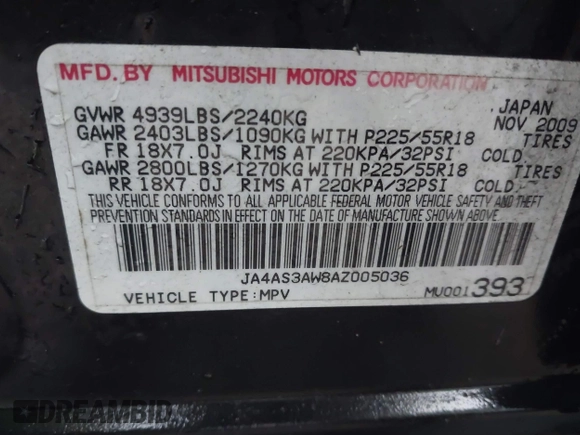 MFD. BY MITSUBISHI MOTORS CORPORATION
GVWR 4939LBS/2240KG JAPAN
NOV 2009
GAWR 2403LBS/1090KG WITH P225/55R18 TIRES
FR 18X7.0J RIMS AT 220KPA/32PSI COLD
GAWR 2800LBS/1270KG WITH P225/55R18 TIRES
RR 18X7.0J RIMS AT 220KPA/32PSI COLD
THIS VEHICLE CONFORMS TO ALL APPLICABLE FEDERAL MOTOR VEHICLE SAFETY AND THEFT
PREVENTION STANDARDS IN EFFECT ON THE DATE OF MANUFACTURE SHOWN ABOVE.
JA4AS3AW8AZ005036
VEHICLE TYPE:MPV MU001393
DREAMBID